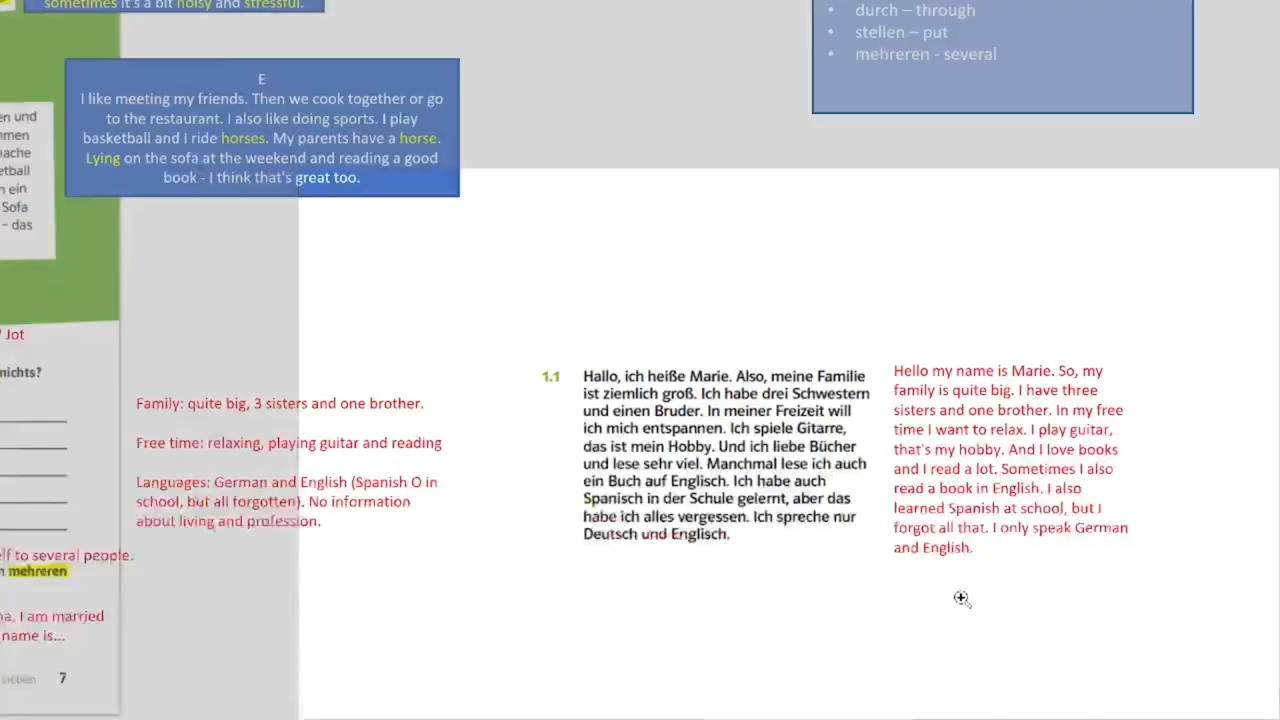 sometimes it's a bit noisy and stressful.
durch – through
stellen – put
mehreren - several
E
I like meeting my friends. Then we cook together or go
to the restaurant. I also like doing sports. I play
basketball and I ride horses. My parents have a horse.
Lying on the sofa at the weekend and reading a good
book - I think that's great too.
en und
nmen
nache
etball
n ein
Sofa
– das
Jot
nichts?
Family: quite big, 3 sisters and one brother.
Free time: relaxing, playing guitar and reading
Languages: German and English (Spanish O in
school, but all forgotten). No information
about living and profession.
elf to several people.
n mehreren
na. I am married
name is...
sieben 7
1.1 Hallo, ich heiße Marie. Also, meine Familie
ist ziemlich groß. Ich habe drei Schwestern
und einen Bruder. In meiner Freizeit will
ich mich entspannen. Ich spiele Gitarre,
das ist mein Hobby. Und ich liebe Bücher
und lese sehr viel. Manchmal lese ich auch
ein Buch auf Englisch. Ich habe auch
Spanisch in der Schule gelernt, aber das
habe ich alles vergessen. Ich spreche nur
Deutsch und Englisch.
Hello my name is Marie. So, my
family is quite big. I have three
sisters and one brother. In my free
time I want to relax. I play guitar,
that's my hobby. And I love books
and I read a lot. Sometimes I also
read a book in English. I also
learned Spanish at school, but I
forgot all that. I only speak German
and English.